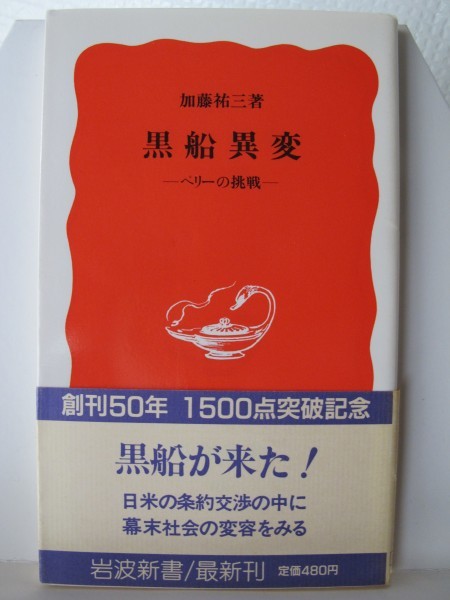 加藤祐三著
黒船異変
―ペリーの挑戦―
創刊50年 1500点突破記念
黒船が来た!
日米の条約交渉の中に
幕末社会の変容をみる
岩波新書/最新刊 定価480円